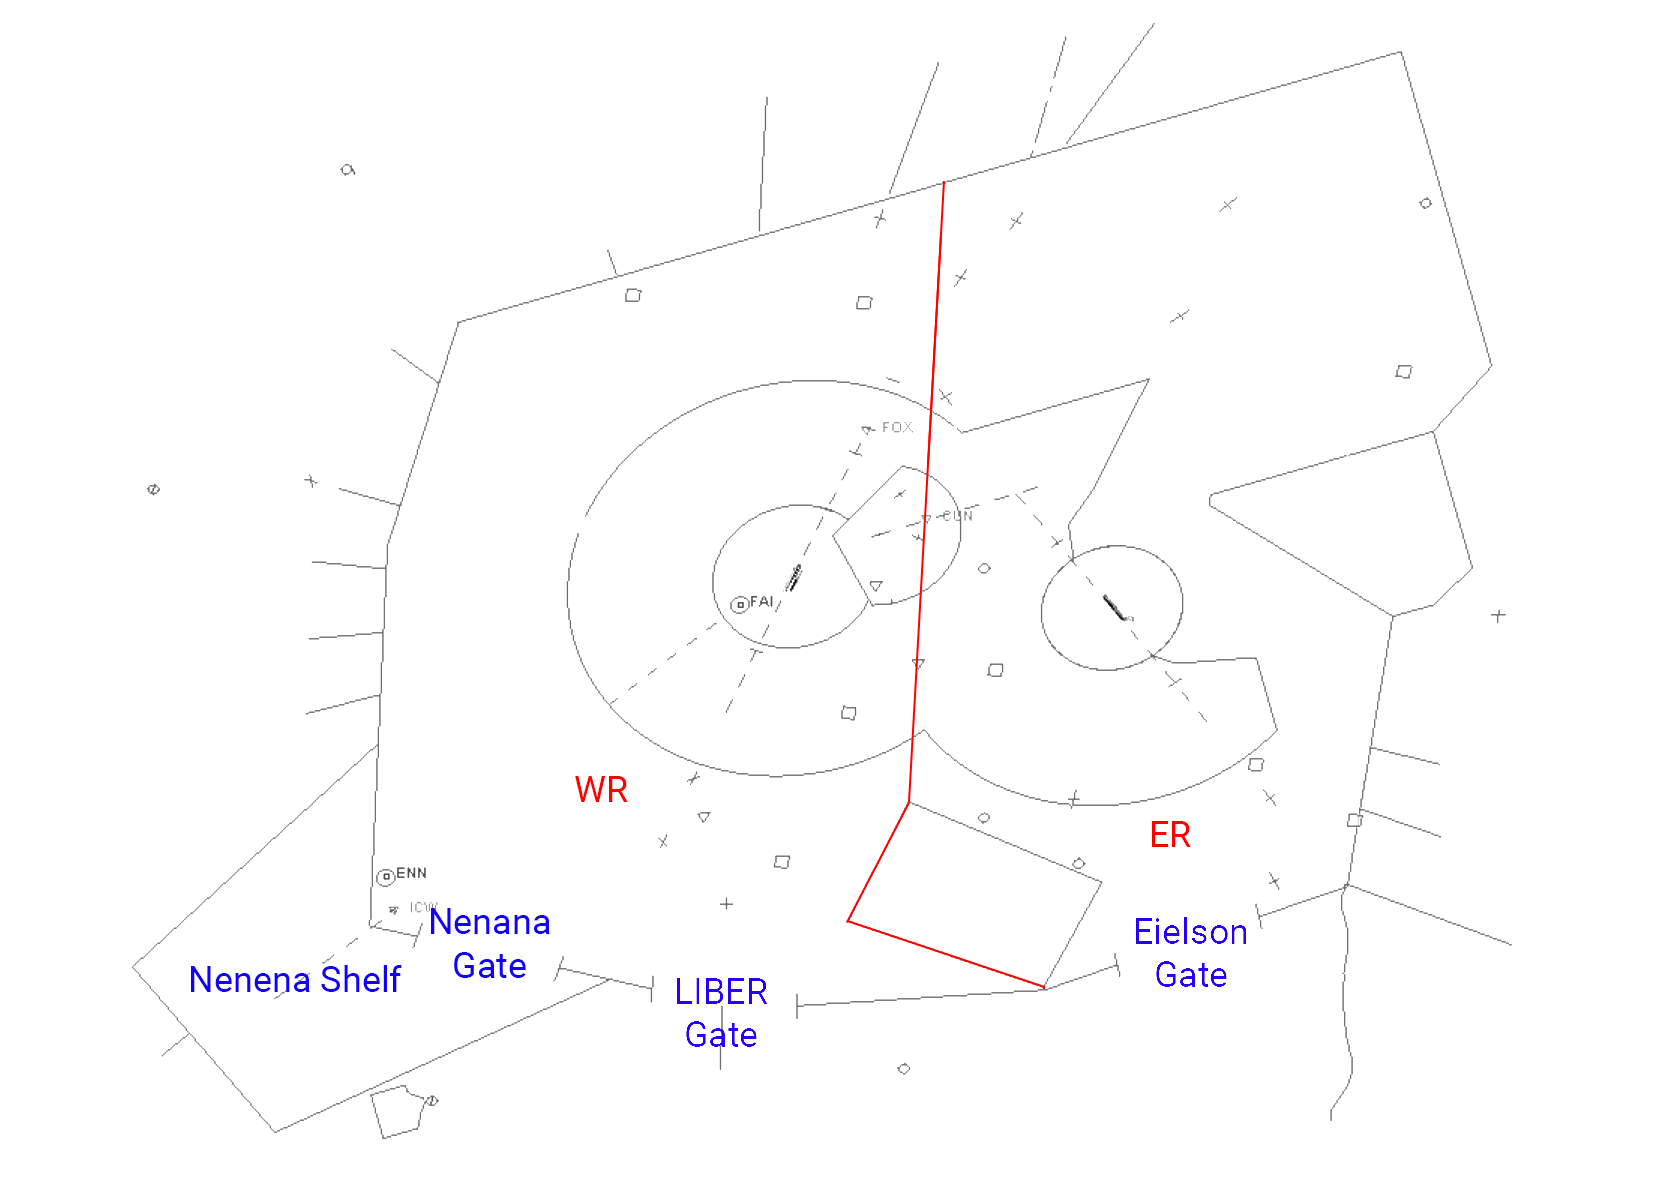 FOX
CUN
FAI
WR
ER
ENN
ICW
Nenana
Gate
Eielson
Gate
Nenena Shelf
LIBER
Gate